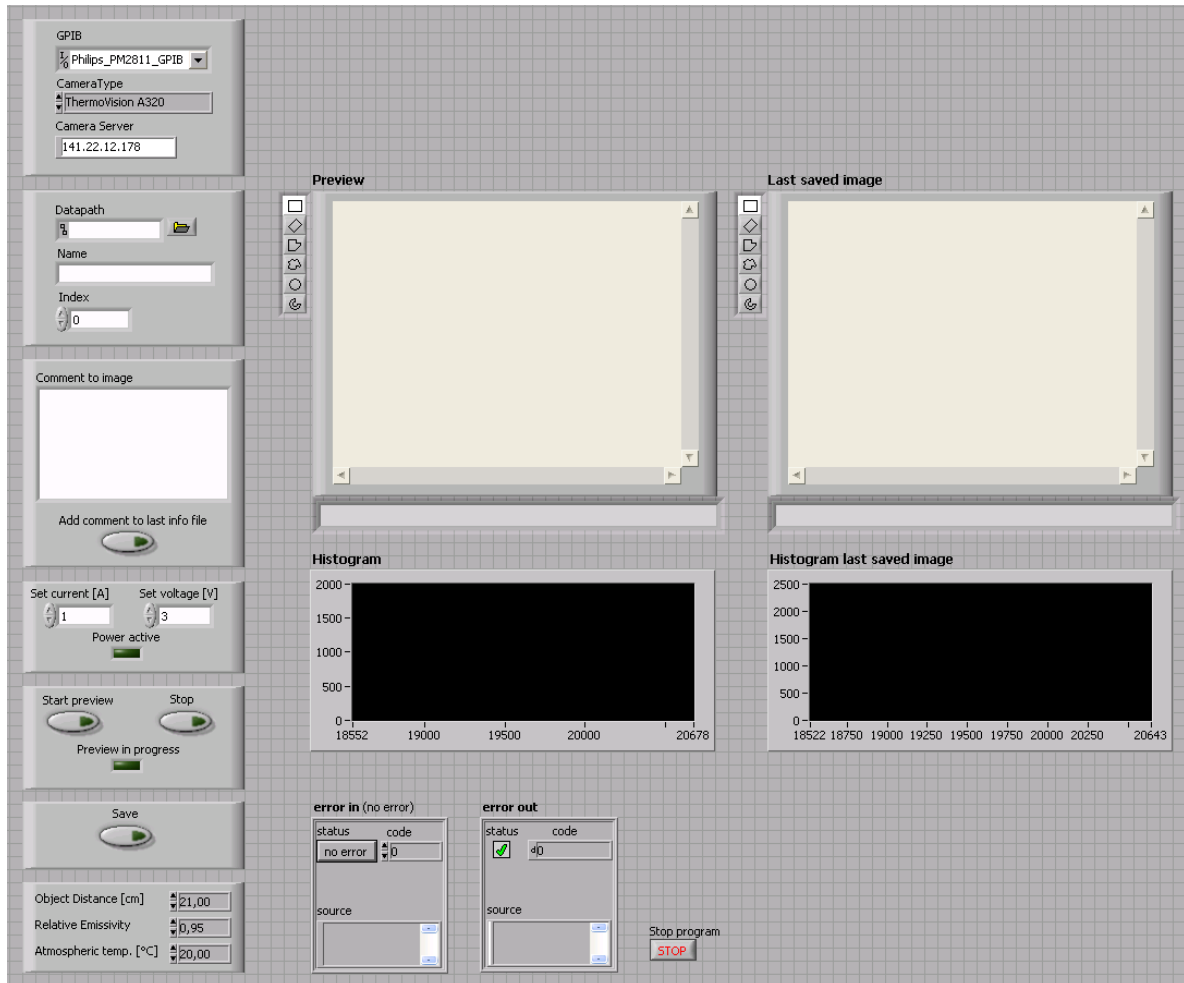 GPIB
I/O Philips_PM2811_GPIB
CameraType
ThermoVision A320
Camera Server
141.22.12.178
Datapath
Name
Index
0
Comment to image
Add comment to last info file
Set current [A] Set voltage [V]
1 3
Power active
Start preview Stop
Preview in progress
Save
Object Distance [cm] 21,00
Relative Emissivity 0,95
Atmospheric temp. [°C] 20,00
Preview
Last saved image
Histogram
2000
1500
1000
500
0
18552 19000 19500 20000 20678
Histogram last saved image
2500
2000
1500
1000
500
0
18522 18750 19000 19250 19500 19750 20000 20250 20643
error in (no error)
status code
no error 0
source
error out
status code
d0
source
Stop program
STOP